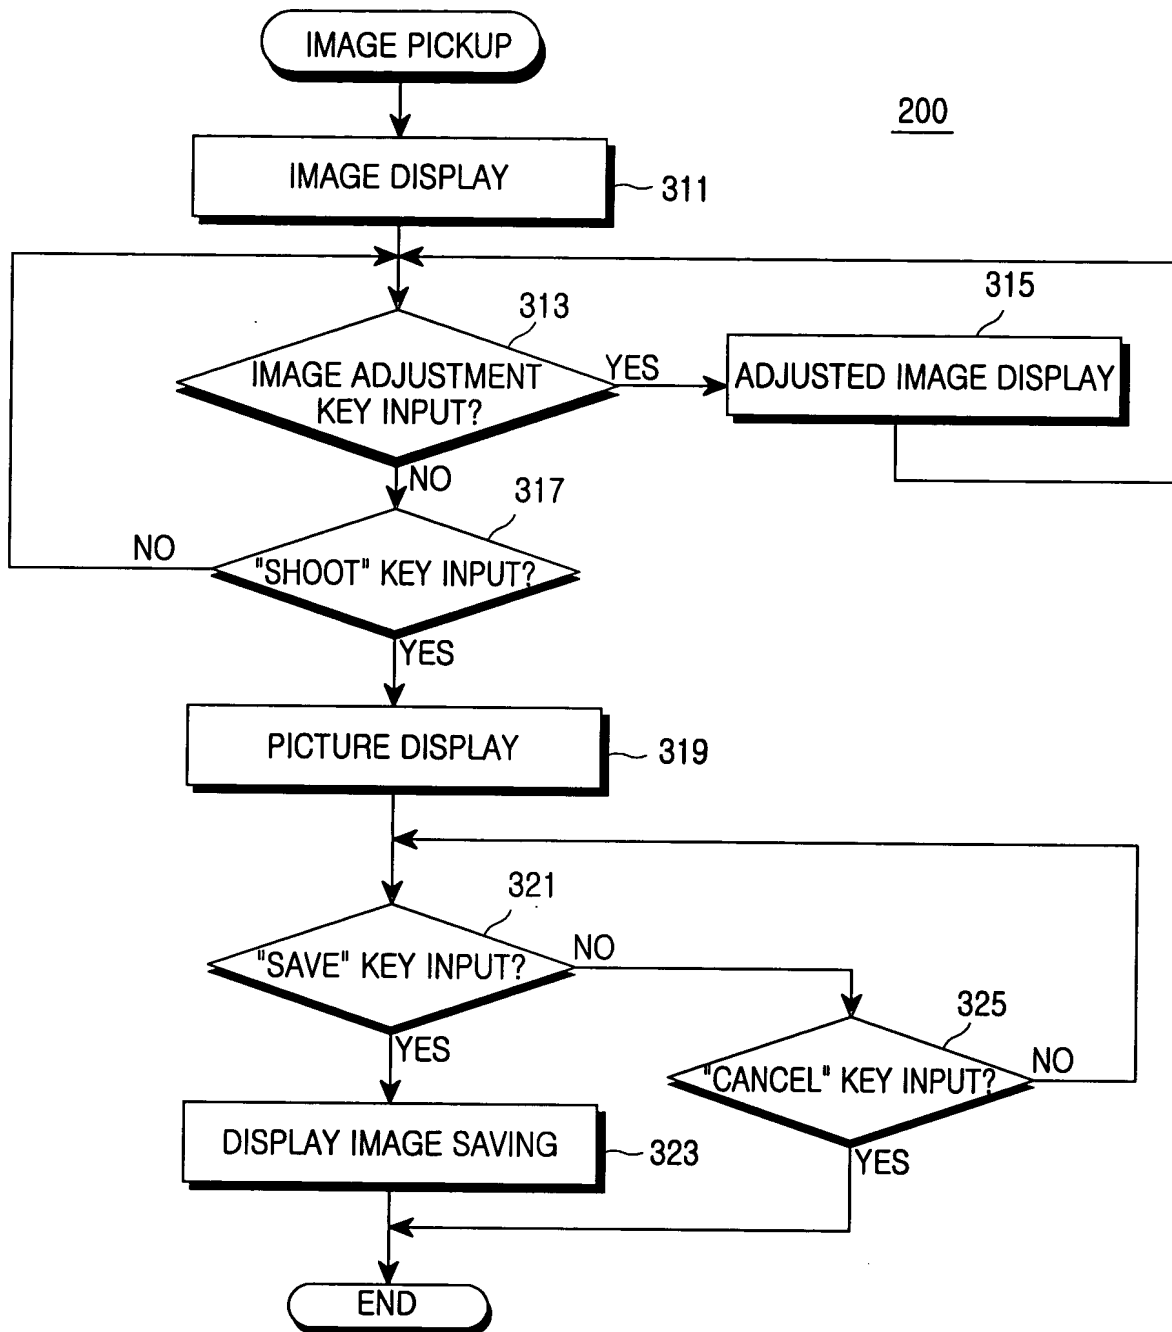 IMAGE PICKUP
200
IMAGE DISPLAY
311
313
315
IMAGE ADJUSTMENT
KEY INPUT?
YES
ADJUSTED IMAGE DISPLAY
NO
317
NO
"SHOOT" KEY INPUT?
YES
PICTURE DISPLAY
319
321
"SAVE" KEY INPUT?
NO
325
YES
"CANCEL" KEY INPUT?
NO
DISPLAY IMAGE SAVING
323
YES
END